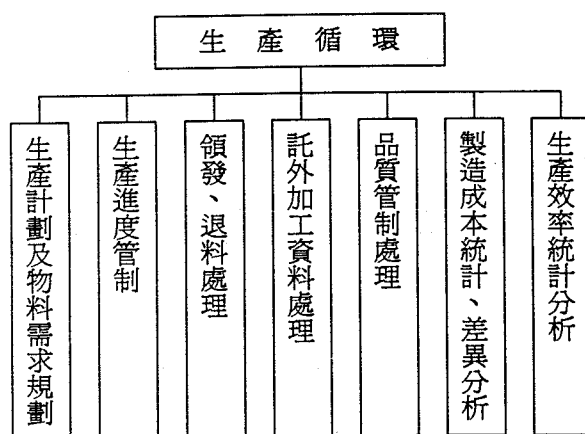 生產循環
生產計劃及物料需求規劃
生產進度管制
領發、退料處理
託外加工資料處理
品質管制處理
製造成本統計、差異分析
生產效率統計分析